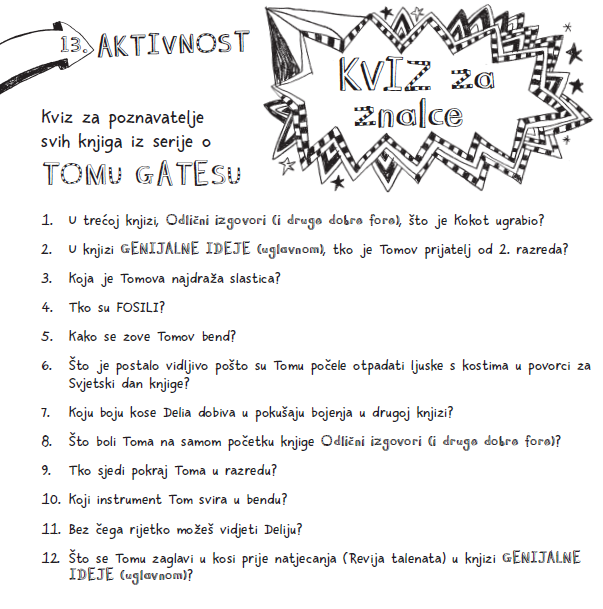 13. AKTIVNOST
KVIZ za
znalce
Kviz za poznavatelje
svih knjiga iz serije o
TOMU GATESU
1. U trećoj knjizi, Odlični izgovori (i druge dobre fore), što je Kokot ugrabio?
2. U knjizi GENIJALNE IDEJE (uglavnom), tko je Tomov prijatelj od 2. razreda?
3. Koja je Tomova najdraža slastica?
4. Tko su FOSILI?
5. Kako se zove Tomov bend?
6. Što je postalo vidljivo pošto su Tomu počele otpadati ljuske s kostima u povorci za
Svjetski dan knjige?
7. Koju boju kose Delia dobiva u pokušaju bojenja u drugoj knjizi?
8. Što boli Toma na samom početku knjige Odlični izgovori (i druge dobre fore)?
9. Tko sjedi pokraj Toma u razredu?
10. Koji instrument Tom svira u bendu?
11. Bez čega rijetko možeš vidjeti Deliju?
12. Što se Tomu zaglavi u kosi prije natjecanja (Revija talenata) u knjizi GENIJALNE
IDEJE (uglavnom)?